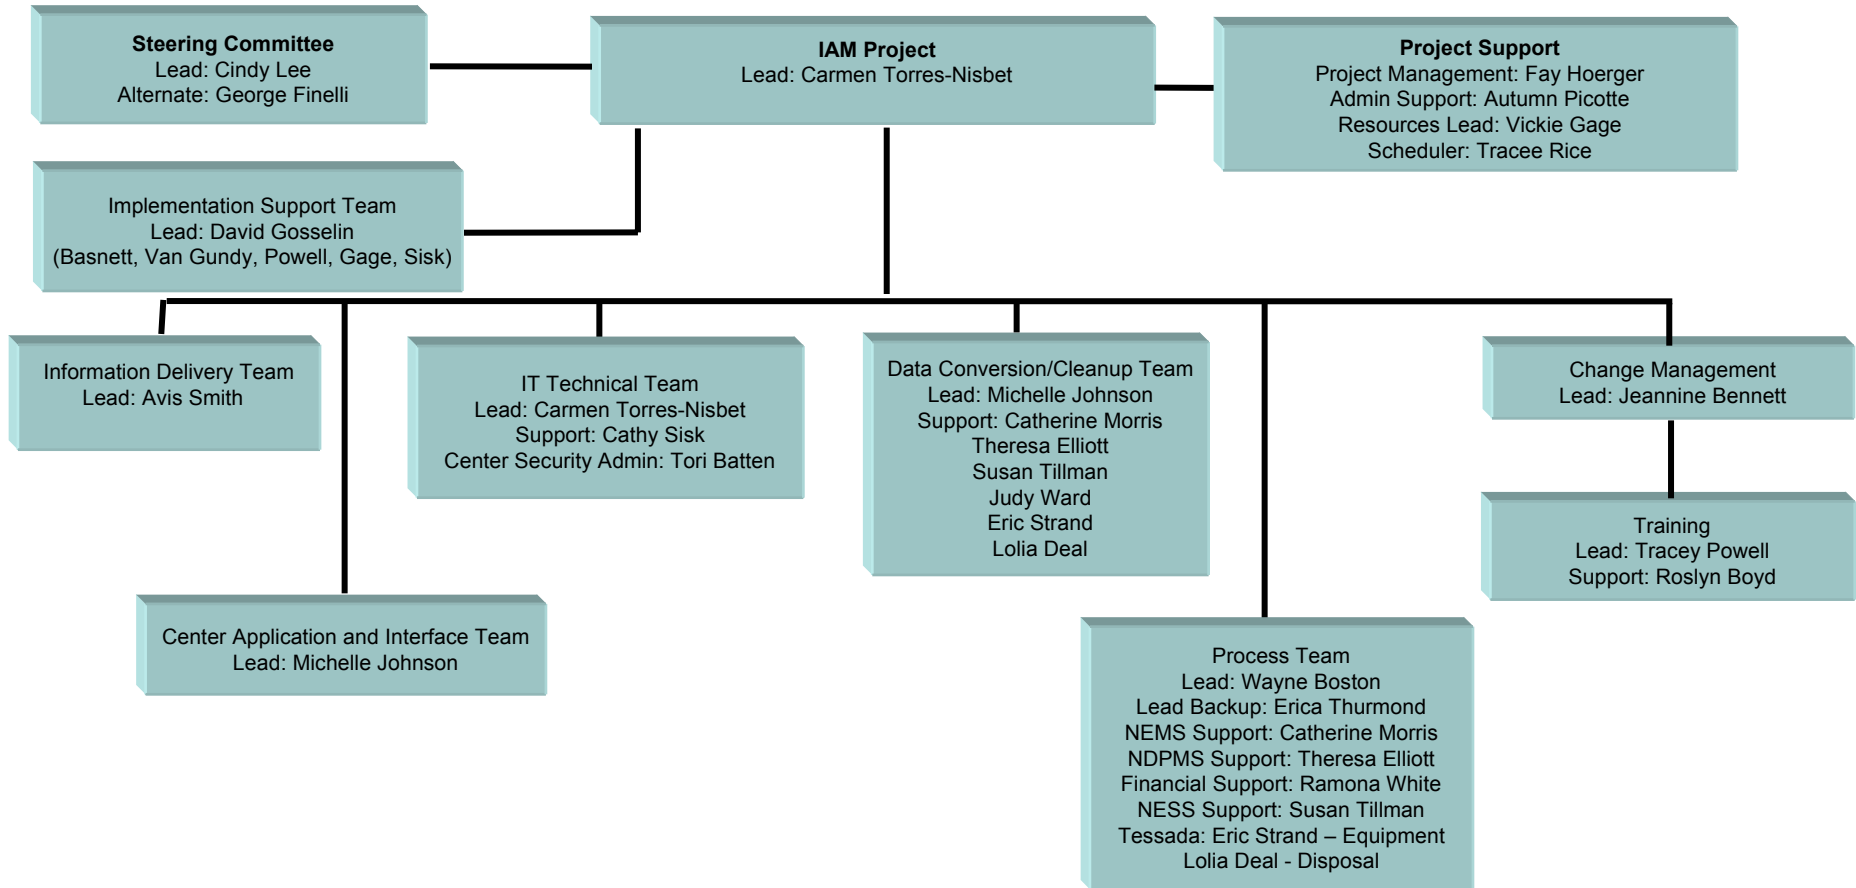 Steering Committee
Lead: Cindy Lee
Alternate: George Finelli
IAM Project
Lead: Carmen Torres-Nisbet
Project Support
Project Management: Fay Hoerger
Admin Support: Autumn Picotte
Resources Lead: Vickie Gage
Scheduler: Tracee Rice
Implementation Support Team
Lead: David Gosselin
(Basnett, Van Gundy, Powell, Gage, Sisk)
Information Delivery Team
Lead: Avis Smith
IT Technical Team
Lead: Carmen Torres-Nisbet
Support: Cathy Sisk
Center Security Admin: Tori Batten
Data Conversion/Cleanup Team
Lead: Michelle Johnson
Support: Catherine Morris
Theresa Elliott
Susan Tillman
Judy Ward
Eric Strand
Lolia Deal
Change Management
Lead: Jeannine Bennett
Training
Lead: Tracey Powell
Support: Roslyn Boyd
Center Application and Interface Team
Lead: Michelle Johnson
Process Team
Lead: Wayne Boston
Lead Backup: Erica Thurmond
NEMS Support: Catherine Morris
NDPMS Support: Theresa Elliott
Financial Support: Ramona White
NESS Support: Susan Tillman
Tessada: Eric Strand – Equipment
Lolia Deal - Disposal